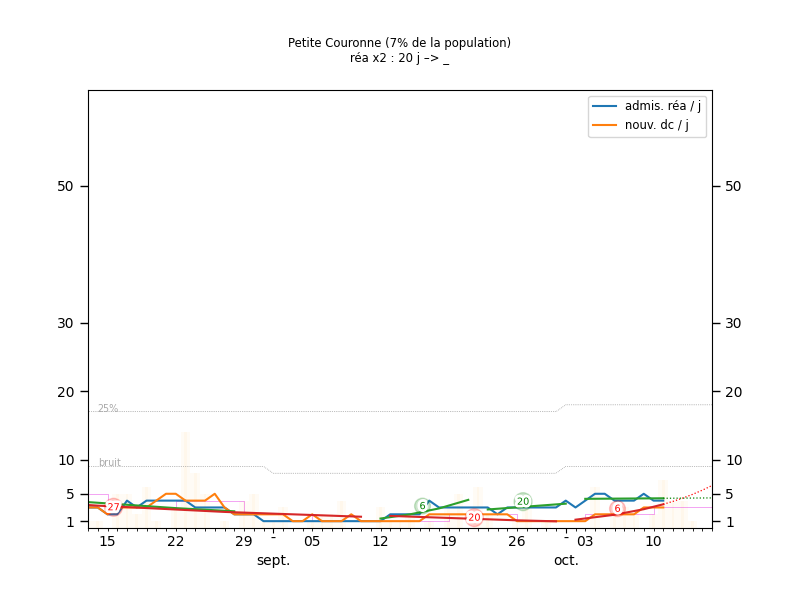 Petite Couronne (7% de la population)
réa x2 : 20 j –> _
admis. réa / j
nouv. dc / j
50 50
30 30
20 20
25%
10 10
bruit
5 5
27 6 20 20 6
1 1
15 22 29 - 05 12 19 26 - 03 10
sept. oct.